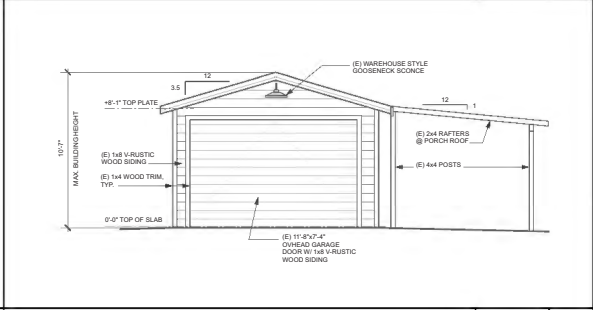 (E) WAREHOUSE STYLE
GOOSENECK SCONCE
12
3.5
+8'-1" TOP PLATE
12
1
(E) 2x4 RAFTERS
@ PORCH ROOF
10'-7"
MAX. BUILDING HEIGHT
(E) 1x8 V-RUSTIC
WOOD SIDING
(E) 4x4 POSTS
(E) 1x4 WOOD TRIM,
TYP.
0'-0" TOP OF SLAB
(E) 11'-8"x7'-4"
OVHEAD GARAGE
DOOR W/ 1x8 V-RUSTIC
WOOD SIDING